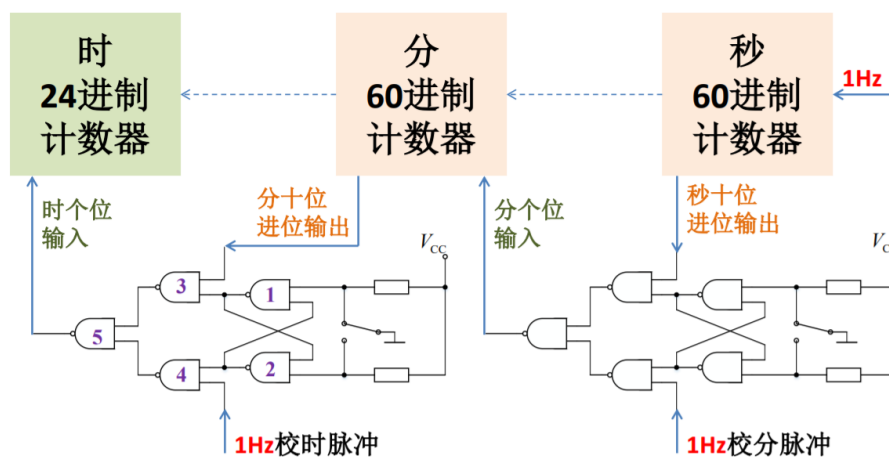 时
24进制
计数器
分
60进制
计数器
秒
60进制
计数器
1Hz
时个位
输入
分十位
进位输出
分个位
输入
秒十位
进位输出
V_CC
V_C
3
1
5
4
2
1Hz校时脉冲
1Hz校分脉冲